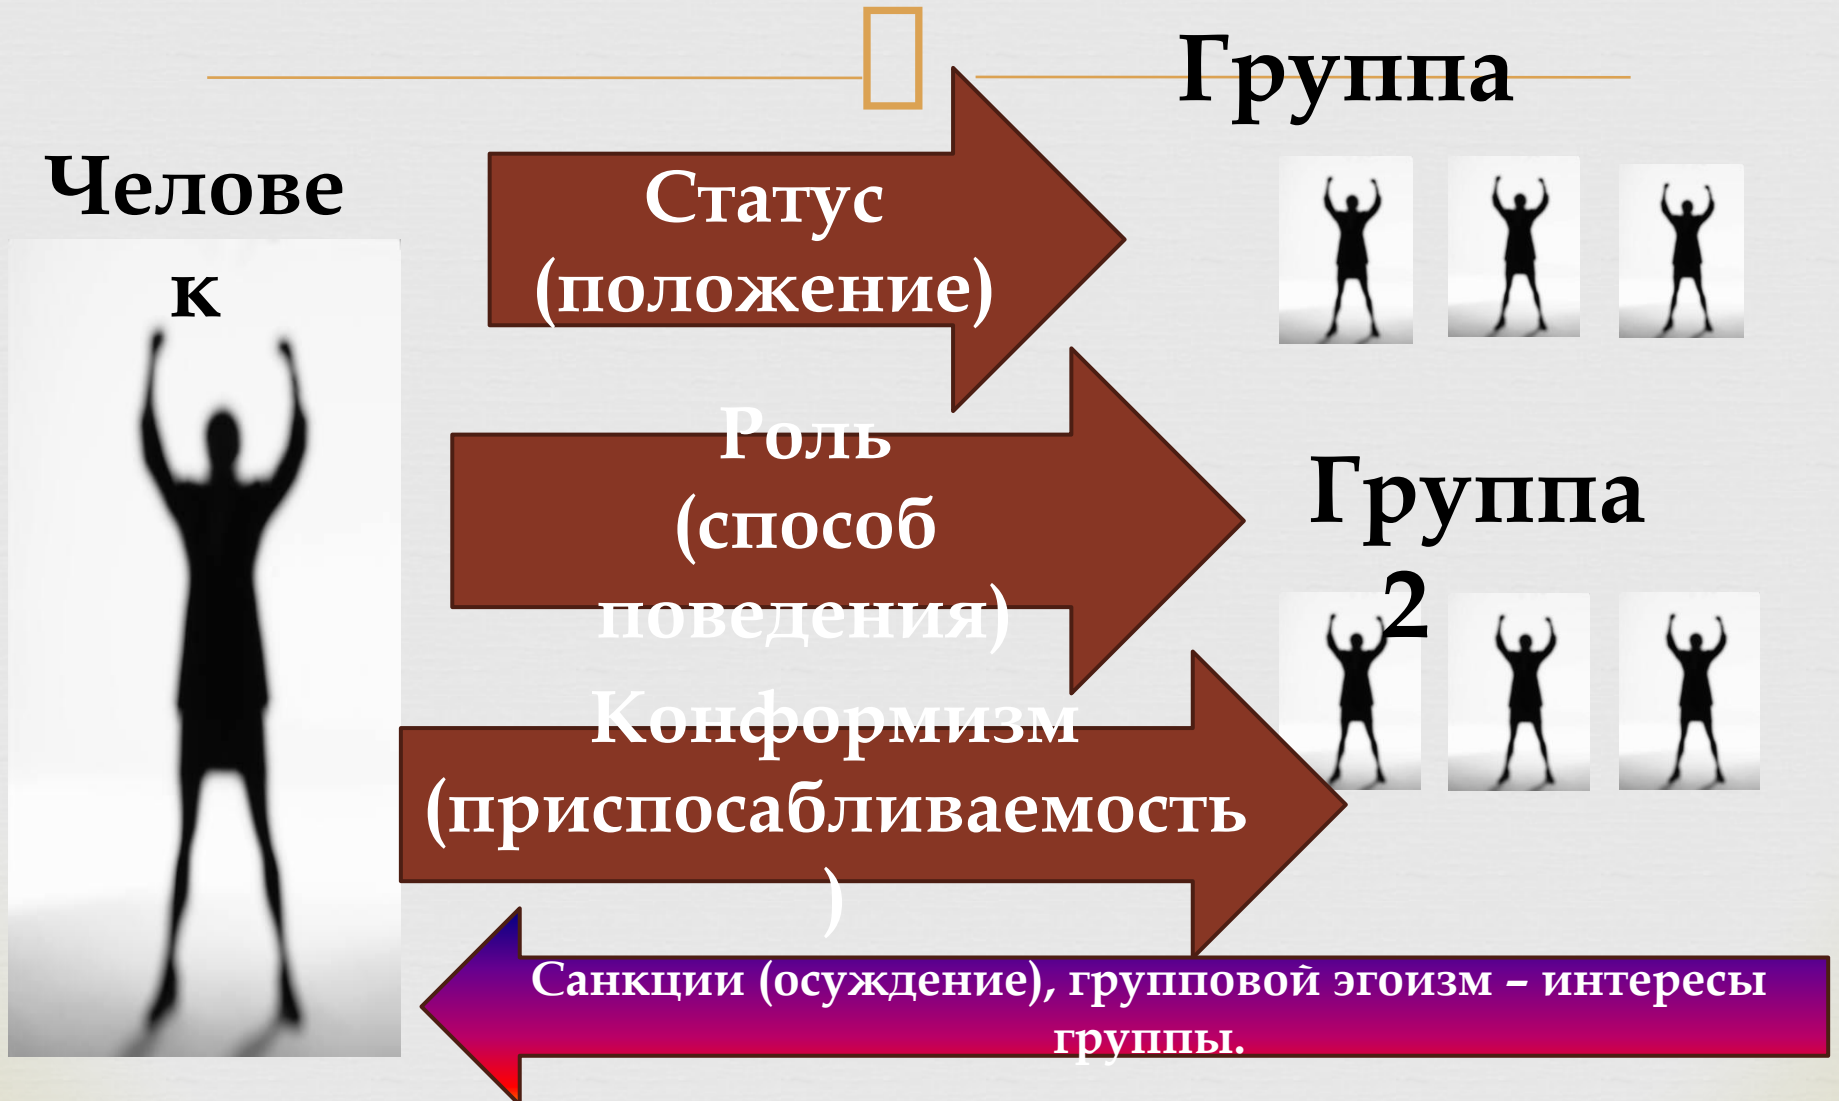 Группа
Челове
к
Статус
(положение)
Роль
(способ
поведения)
Группа
2
Конформизм
(приспосабливаемость
)
Санкции (осуждение), групповой эгоизм – интересы
группы.